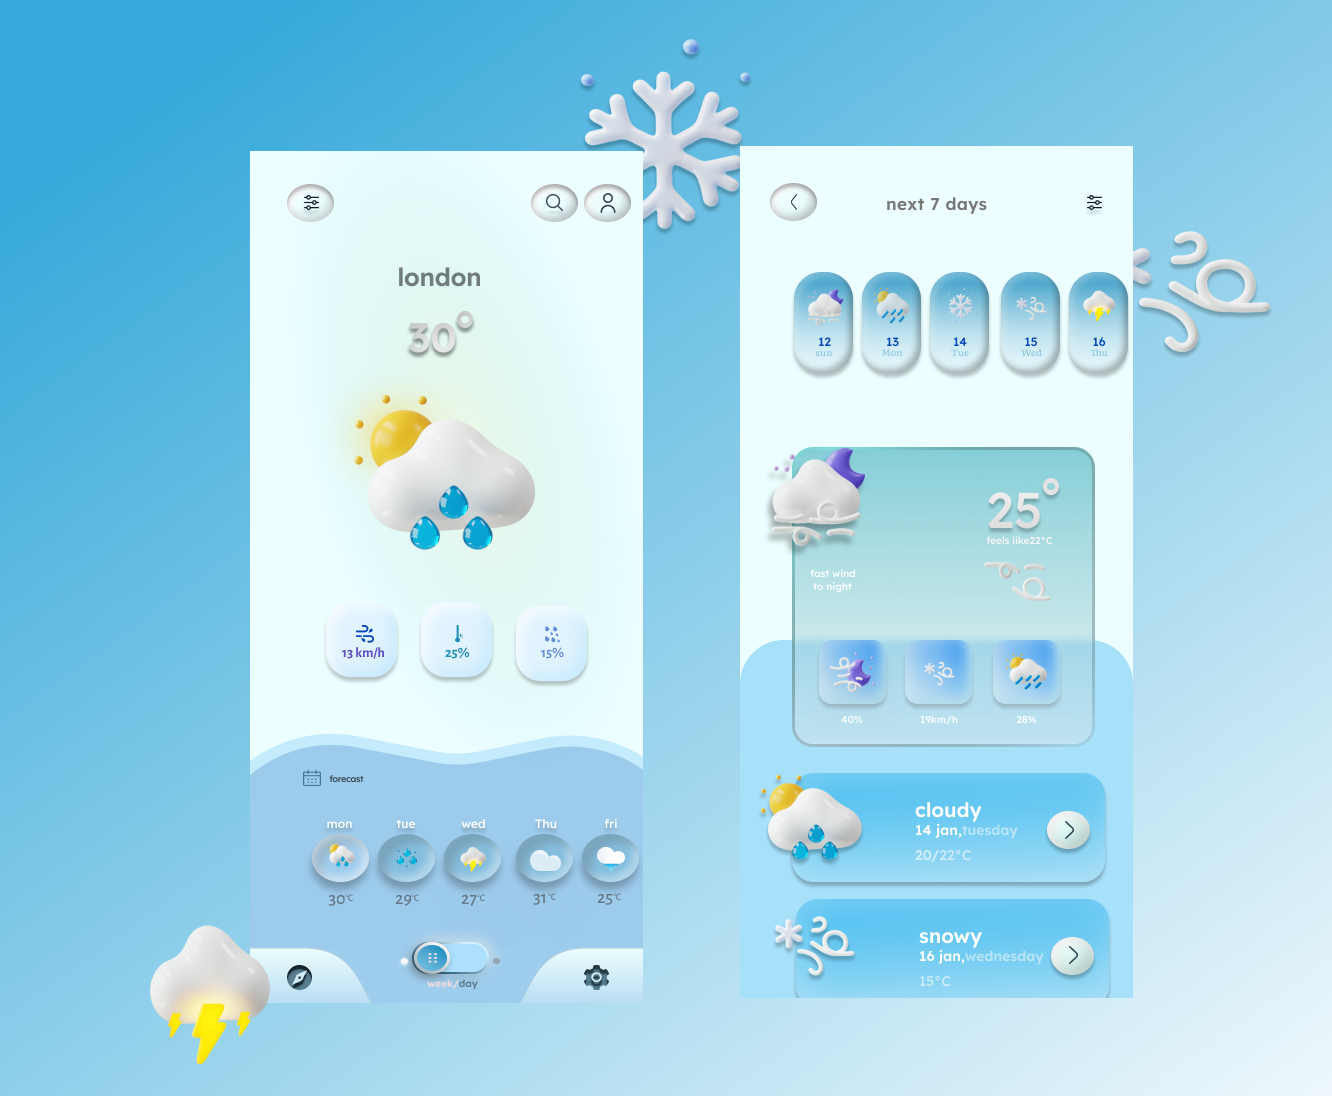 london
30°
13 km/h
25%
15%
forecast
mon
tue
wed
Thu
fri
30°C
29°C
27°C
31°C
25°C
week/day
next 7 days
12
sun
13
Mon
14
Tue
15
Wed
16
Thu
25°
feels like22°C
fast wind
to night
40%
19km/h
28%
cloudy
14 jan,tuesday
20/22°C
snowy
16 jan,wednesday
15°C